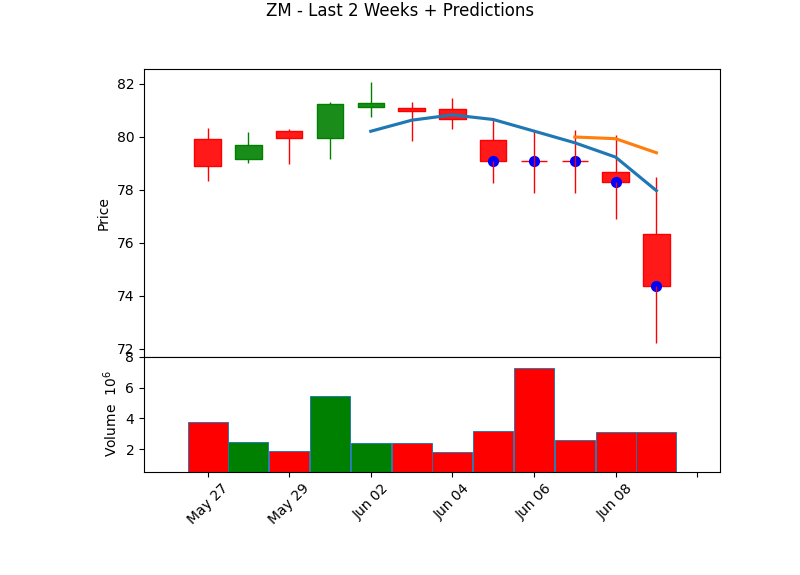 ZM - Last 2 Weeks + Predictions
82
80
78
76
74
72
Price
8
6
4
2
Volume 10^6
May 27
May 29
Jun 02
Jun 04
Jun 06
Jun 08